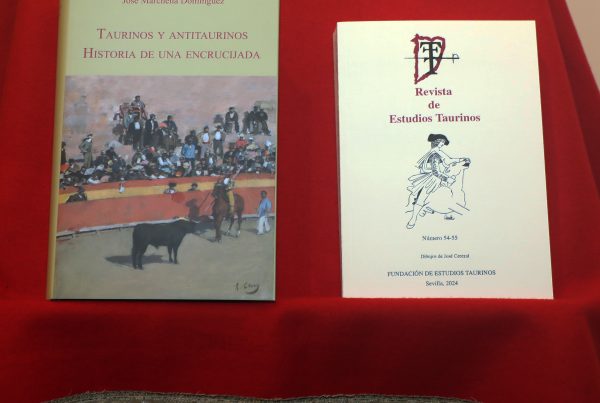 José Marchena Domínguez
TAURINOS Y ANTITAURINOS
HISTORIA DE UNA ENCRUCIJADA
Revista
de
Estudios Taurinos
Número 54-55
Dibujos de José Cerezal
FUNDACIÓN DE ESTUDIOS TAURINOS
Sevilla, 2024